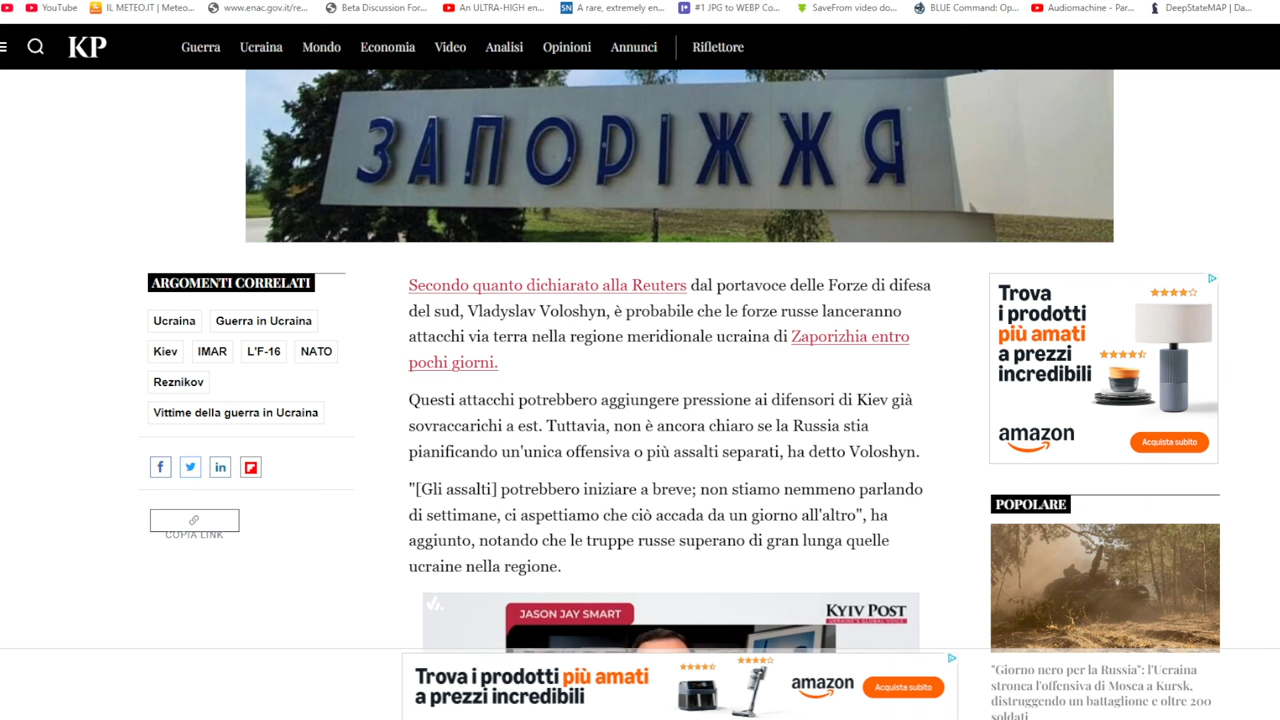 YouTube
IL METEO.IT | Meteo...
www.enac.gov.it/re...
Beta Discussion For...
An ULTRA-HIGH en...
SN
A rare, extremely en...
#1 JPG to WEBP Co...
SaveFrom video do...
BLUE Command: Op...
Audiomachine - Par...
DeepStateMAP | Da...
KP
Guerra
Ucraina
Mondo
Economia
Video
Analisi
Opinioni
Annunci
Riflettore
ЗАПОРІЖЖЯ
ARGOMENTI CORRELATI
Ucraina
Guerra in Ucraina
Kiev
IMAR
L'F-16
NATO
Reznikov
Vittime della guerra in Ucraina
COPIA LINK
Secondo quanto dichiarato alla Reuters dal portavoce delle Forze di difesa
del sud, Vladyslav Voloshyn, è probabile che le forze russe lanceranno
attacchi via terra nella regione meridionale ucraina di Zaporizhia entro
pochi giorni.
Questi attacchi potrebbero aggiungere pressione ai difensori di Kiev già
sovraccarichi a est. Tuttavia, non è ancora chiaro se la Russia stia
pianificando un'unica offensiva o più assalti separati, ha detto Voloshyn.
"[Gli assalti] potrebbero iniziare a breve; non stiamo nemmeno parlando
di settimane, ci aspettiamo che ciò accada da un giorno all'altro", ha
aggiunto, notando che le truppe russe superano di gran lunga quelle
ucraine nella regione.
JASON JAY SMART
KYIV POST
UKRAINE'S GLOBAL VOICE
Trova
i prodotti
più amati
a prezzi
incredibili
amazon
Acquista subito
POPOLARE
"Giorno nero per la Russia": l'Ucraina
stronca l'offensiva di Mosca a Kursk,
distruggendo un battaglione e oltre 200
soldati
Trova i prodotti più amati
a prezzi incredibili
amazon
Acquista subito